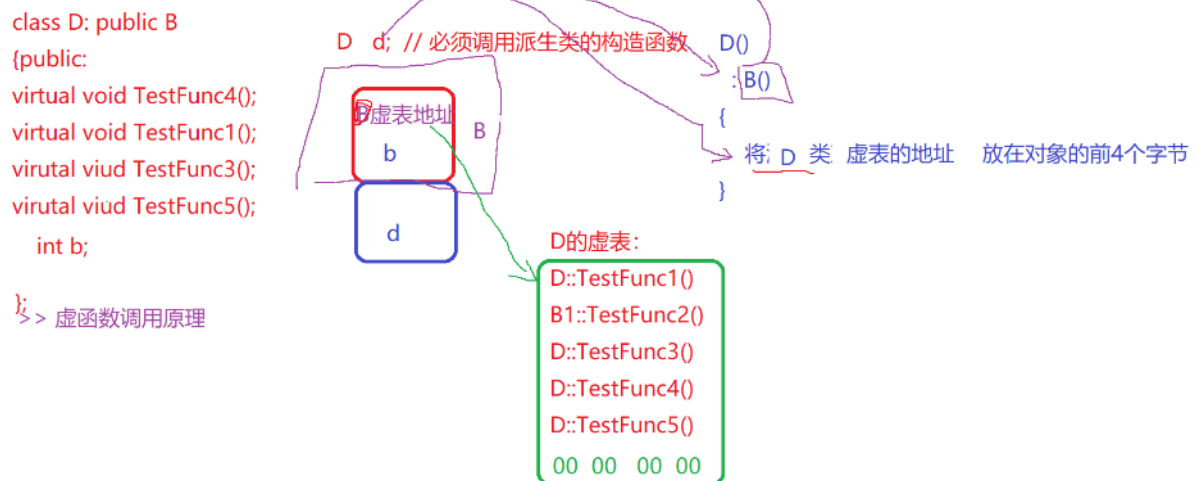 class D: public B
{public:
virtual void TestFunc4();
virtual void TestFunc1();
virutal viud TestFunc3();
virutal viud TestFunc5();
int b;
};
>> 虚函数调用原理
D d; // 必须调用派生类的构造函数
虚表地址
B
b
d
D()
: B()
{
将 D 类 虚表的地址 放在对象的前4个字节
}
D的虚表:
D::TestFunc1()
B1::TestFunc2()
D::TestFunc3()
D::TestFunc4()
D::TestFunc5()
00 00 00 00